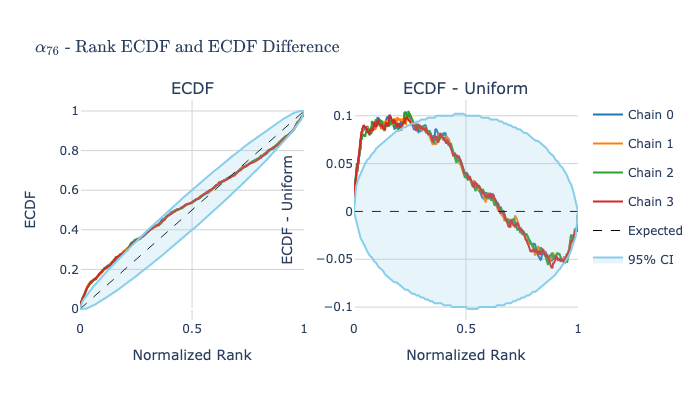 α₇₆ - Rank ECDF and ECDF Difference
ECDF
ECDF - Uniform
ECDF
1
0.8
0.6
0.4
0.2
0
0
0.5
1
Normalized Rank
ECDF - Uniform
0.1
0.05
0
−0.05
−0.1
0
0.5
1
Normalized Rank
Chain 0
Chain 1
Chain 2
Chain 3
Expected
95% CI